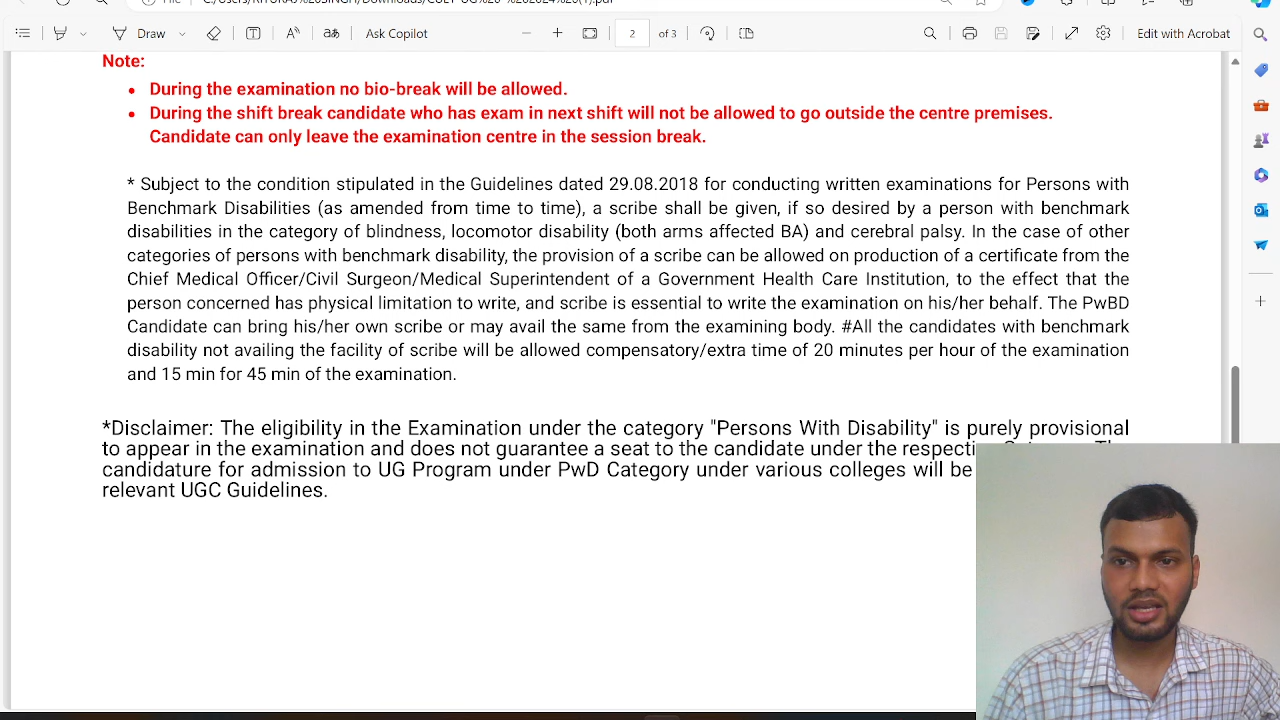 Draw
Ask Copilot
2 of 3
Edit with Acrobat
Note:
• During the examination no bio-break will be allowed.
• During the shift break candidate who has exam in next shift will not be allowed to go outside the centre premises.
Candidate can only leave the examination centre in the session break.
* Subject to the condition stipulated in the Guidelines dated 29.08.2018 for conducting written examinations for Persons with
Benchmark Disabilities (as amended from time to time), a scribe shall be given, if so desired by a person with benchmark
disabilities in the category of blindness, locomotor disability (both arms affected BA) and cerebral palsy. In the case of other
categories of persons with benchmark disability, the provision of a scribe can be allowed on production of a certificate from the
Chief Medical Officer/Civil Surgeon/Medical Superintendent of a Government Health Care Institution, to the effect that the
person concerned has physical limitation to write, and scribe is essential to write the examination on his/her behalf. The PwBD
Candidate can bring his/her own scribe or may avail the same from the examining body. #All the candidates with benchmark
disability not availing the facility of scribe will be allowed compensatory/extra time of 20 minutes per hour of the examination
and 15 min for 45 min of the examination.
*Disclaimer: The eligibility in the Examination under the category "Persons With Disability" is purely provisional
to appear in the examination and does not guarantee a seat to the candidate under the
candidature for admission to UG Program under PwD Category under various colleges will be
relevant UGC Guidelines.